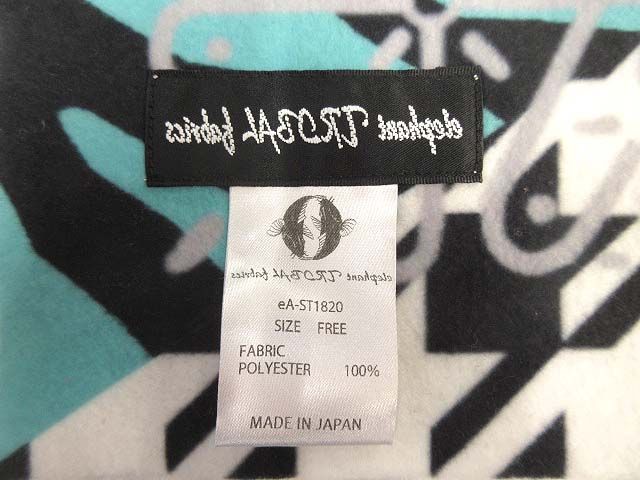 elephant TRIBAL fabrics
elephant TRIBAL fabrics
eA-ST1820
SIZE FREE
FABRIC
POLYESTER 100%
MADE IN JAPAN